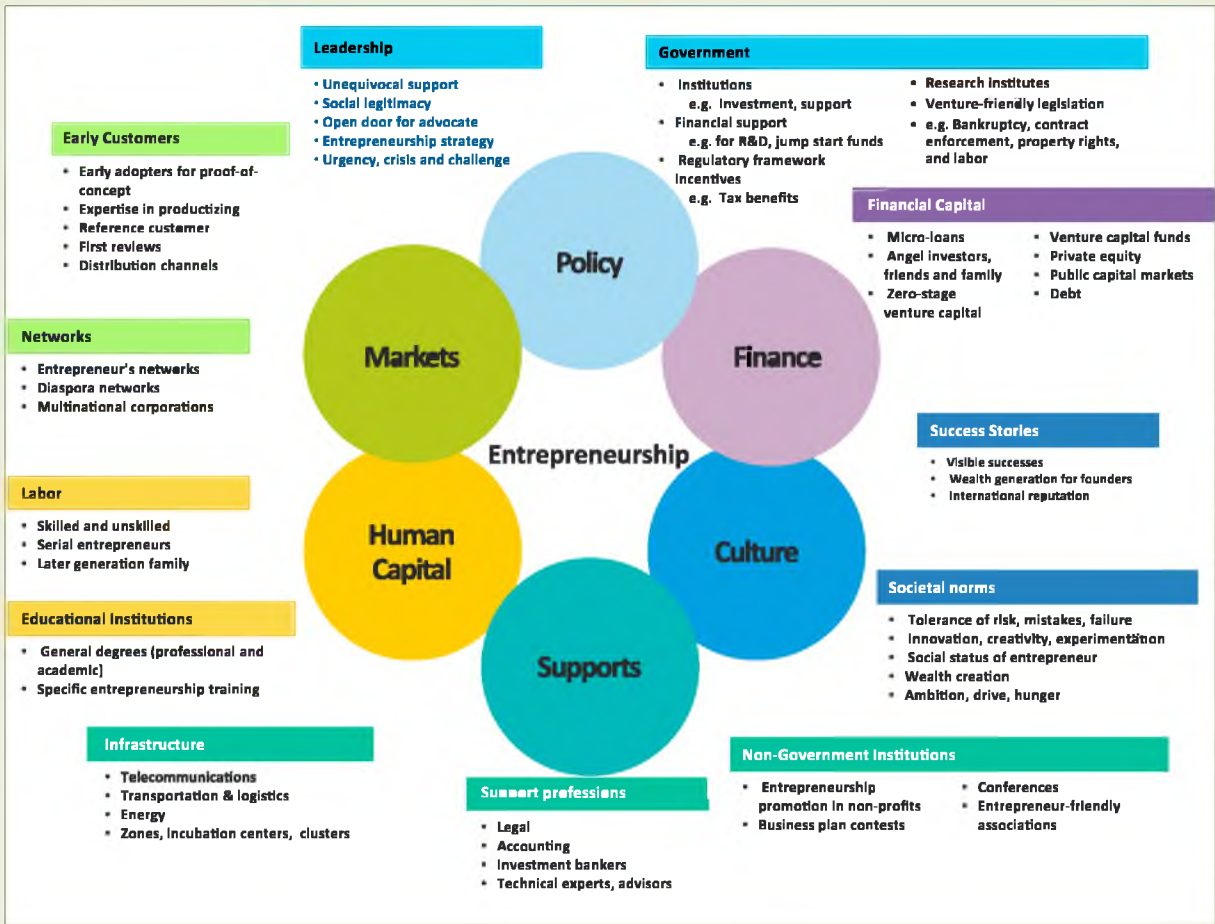 Leadership
• Unequivocal support
• Social legitimacy
• Open door for advocate
• Entrepreneurship strategy
• Urgency, crisis and challenge
Government
• Institutions
e.g. Investment, support
• Financial support
e.g. for R&D, jump start funds
• Regulatory framework
Incentives
e.g. Tax benefits
• Research institutes
• Venture-friendly legislation
• e.g. Bankruptcy, contract
enforcement, property rights,
and labor
Early Customers
• Early adopters for proof-of-
concept
• Expertise in productizing
• Reference customer
• First reviews
• Distribution channels
Financial Capital
• Micro-loans
• Angel investors,
friends and family
• Zero-stage
venture capital
• Venture capital funds
• Private equity
• Public capital markets
• Debt
Networks
• Entrepreneur's networks
• Diaspora networks
• Multinational corporations
Policy
Markets
Finance
Entrepreneurship
Human
Capital
Culture
Supports
Success Stories
• Visible successes
• Wealth generation for founders
• International reputation
Labor
• Skilled and unskilled
• Serial entrepreneurs
• Later generation family
Societal norms
• Tolerance of risk, mistakes, failure
• Innovation, creativity, experimentation
• Social status of entrepreneur
• Wealth creation
• Ambition, drive, hunger
Educational Institutions
• General degrees (professional and
academic]
• Specific entrepreneurship training
Infrastructure
• Telecommunications
• Transportation & logistics
• Energy
• Zones, incubation centers, clusters
Support professions
• Legal
• Accounting
• Investment bankers
• Technical experts, advisors
Non-Government Institutions
• Entrepreneurship
promotion in non-profits
• Business plan contests
• Conferences
• Entrepreneur-friendly
associations